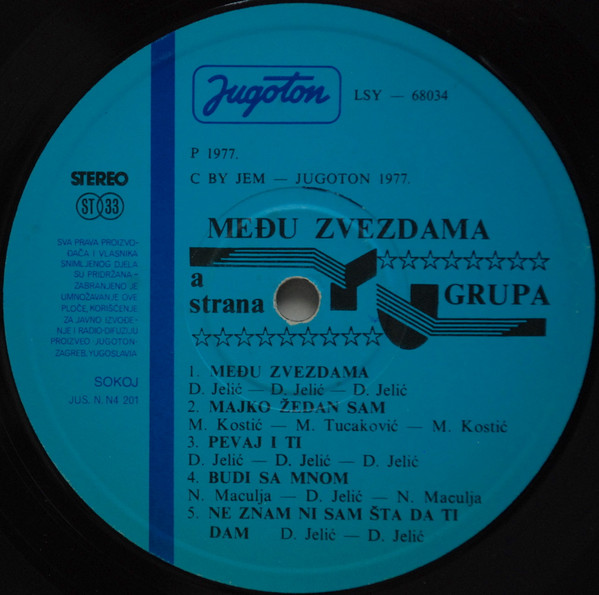 Jugoton
LSY — 68034
P 1977.
C BY JEM — JUGOTON 1977.
STEREO
ST 33
SVA PRAVA PROIZVO-
ĐAČA I VLASNIKA
SNIMLJENOG DJELA
SU PRIDRŽANA.-
ZABRANJENO JE
UMNOŽAVANJE OVE
PLOČE, KORIŠĆENJE
ZA JAVNO IZVOĐE-
NJE I RADIO-DIFUZIJU
PROIZVED JUGOTON-
ZAGREB, YUGOSLAVIA
SOKOJ
JUS. N. N4 201
MEĐU ZVEZDAMA
a
strana
YU GRUPA
1. MEĐU ZVEZDAMA
D. Jelić — D. Jelić — D. Jelić
2. MAJKO ŽEDAN SAM
M. Kostić — M. Tucaković — M. Kostić
3. PEVAJ I TI
D. Jelić — D. Jelić — D. Jelić
4. BUDI SA MNOM
N. Maculja — D. Jelić — N. Maculja
5. NE ZNAM NI SAM ŠTA DA TI
DAM D. Jelić — D. Jelić